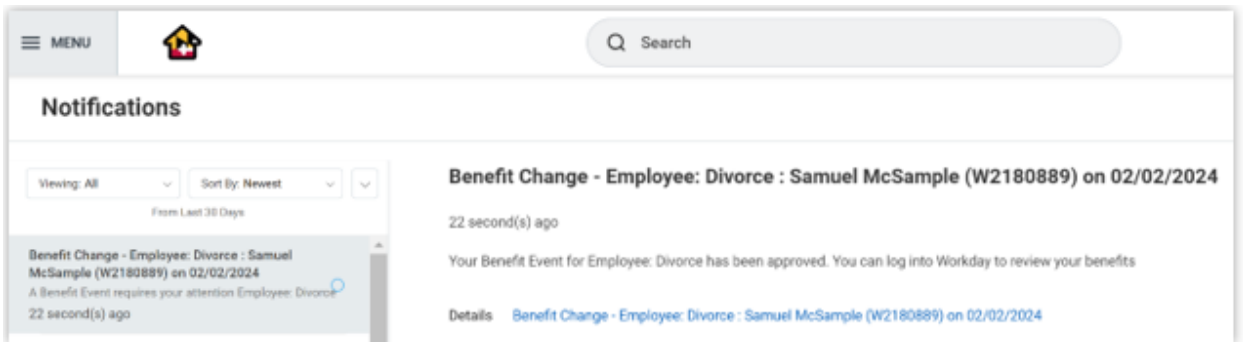 MENU
Search
Notifications
Viewing: All
Sort By: Newest
From Last 30 Days
Benefit Change - Employee: Divorce : Samuel
McSample (W2180889) on 02/02/2024
A Benefit Event requires your attention Employee: Divorce
22 second(s) ago
Benefit Change - Employee: Divorce : Samuel McSample (W2180889) on 02/02/2024
22 second(s) ago
Your Benefit Event for Employee: Divorce has been approved. You can log into Workday to review your benefits
Details Benefit Change - Employee: Divorce : Samuel McSample (W2180889) on 02/02/2024